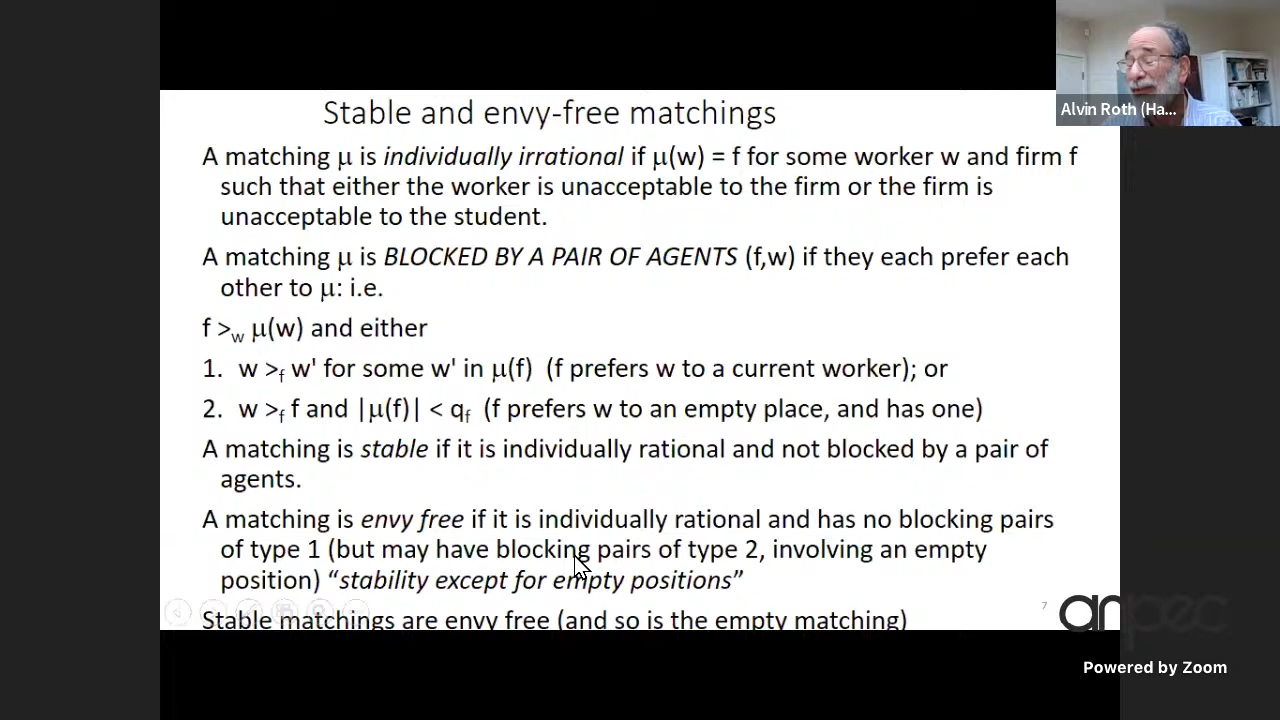 Stable and envy-free matchings
A matching μ is individually irrational if μ(w) = f for some worker w and firm f
such that either the worker is unacceptable to the firm or the firm is
unacceptable to the student.
A matching μ is BLOCKED BY A PAIR OF AGENTS (f,w) if they each prefer each
other to μ: i.e.
f >w μ(w) and either
1. w >f w' for some w' in μ(f) (f prefers w to a current worker); or
2. w >f f and |μ(f)| < qf (f prefers w to an empty place, and has one)
A matching is stable if it is individually rational and not blocked by a pair of
agents.
A matching is envy free if it is individually rational and has no blocking pairs
of type 1 (but may have blocking pairs of type 2, involving an empty
position) “stability except for empty positions”
Stable matchings are envy free (and so is the empty matching)
7
Alvin Roth (Ha...
anpec
Powered by Zoom